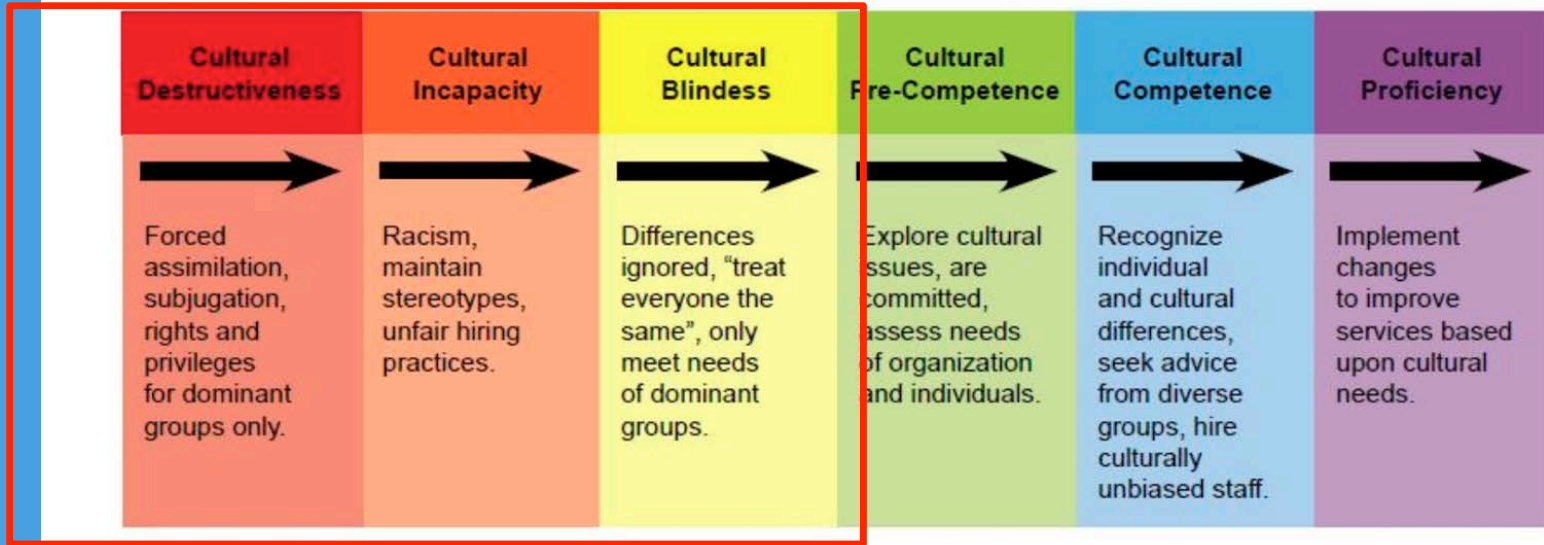 Cultural
Destructiveness
Cultural
Incapacity
Cultural
Blindess
Cultural
Pre-Competence
Cultural
Competence
Cultural
Proficiency
Forced
assimilation,
subjugation,
rights and
privileges
for dominant
groups only.
Racism,
maintain
stereotypes,
unfair hiring
practices.
Differences
ignored, “treat
everyone the
same”, only
meet needs
of dominant
groups.
Explore cultural
issues, are
committed,
assess needs
of organization
and individuals.
Recognize
individual
and cultural
differences,
seek advice
from diverse
groups, hire
culturally
unbiased staff.
Implement
changes
to improve
services based
upon cultural
needs.